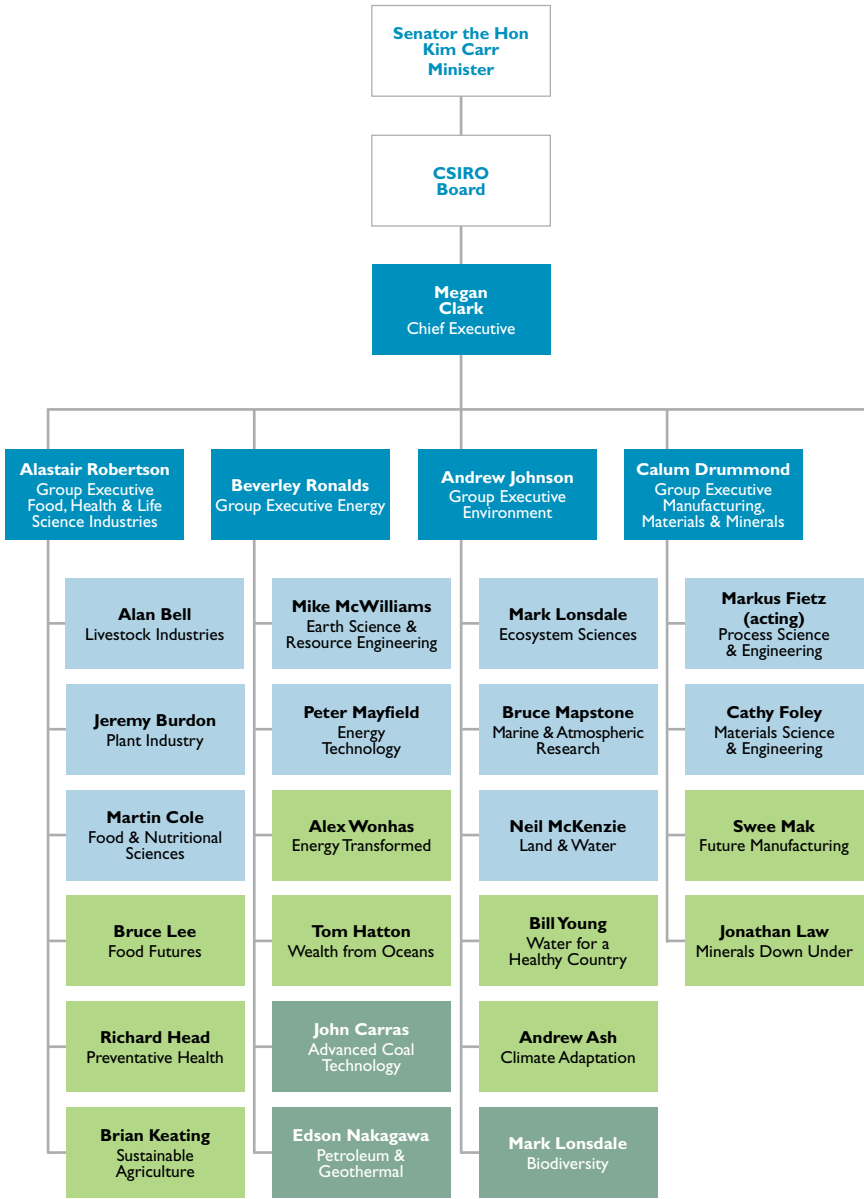 Senator the Hon
Kim Carr
Minister
CSIRO
Board
Megan
Clark
Chief Executive
Alastair Robertson
Group Executive
Food, Health & Life
Science Industries
Beverley Ronalds
Group Executive Energy
Andrew Johnson
Group Executive
Environment
Calum Drummond
Group Executive
Manufacturing,
Materials & Minerals
Alan Bell
Livestock Industries
Mike McWilliams
Earth Science &
Resource Engineering
Mark Lonsdale
Ecosystem Sciences
Markus Fietz
(acting)
Process Science
& Engineering
Jeremy Burdon
Plant Industry
Peter Mayfield
Energy
Technology
Bruce Mapstone
Marine & Atmospheric
Research
Cathy Foley
Materials Science
& Engineering
Martin Cole
Food & Nutritional
Sciences
Alex Wonhas
Energy Transformed
Neil McKenzie
Land & Water
Swee Mak
Future Manufacturing
Bruce Lee
Food Futures
Tom Hatton
Wealth from Oceans
Bill Young
Water for a
Healthy Country
Jonathan Law
Minerals Down Under
Richard Head
Preventative Health
John Carras
Advanced Coal
Technology
Andrew Ash
Climate Adaptation
Brian Keating
Sustainable
Agriculture
Edson Nakagawa
Petroleum &
Geothermal
Mark Lonsdale
Biodiversity